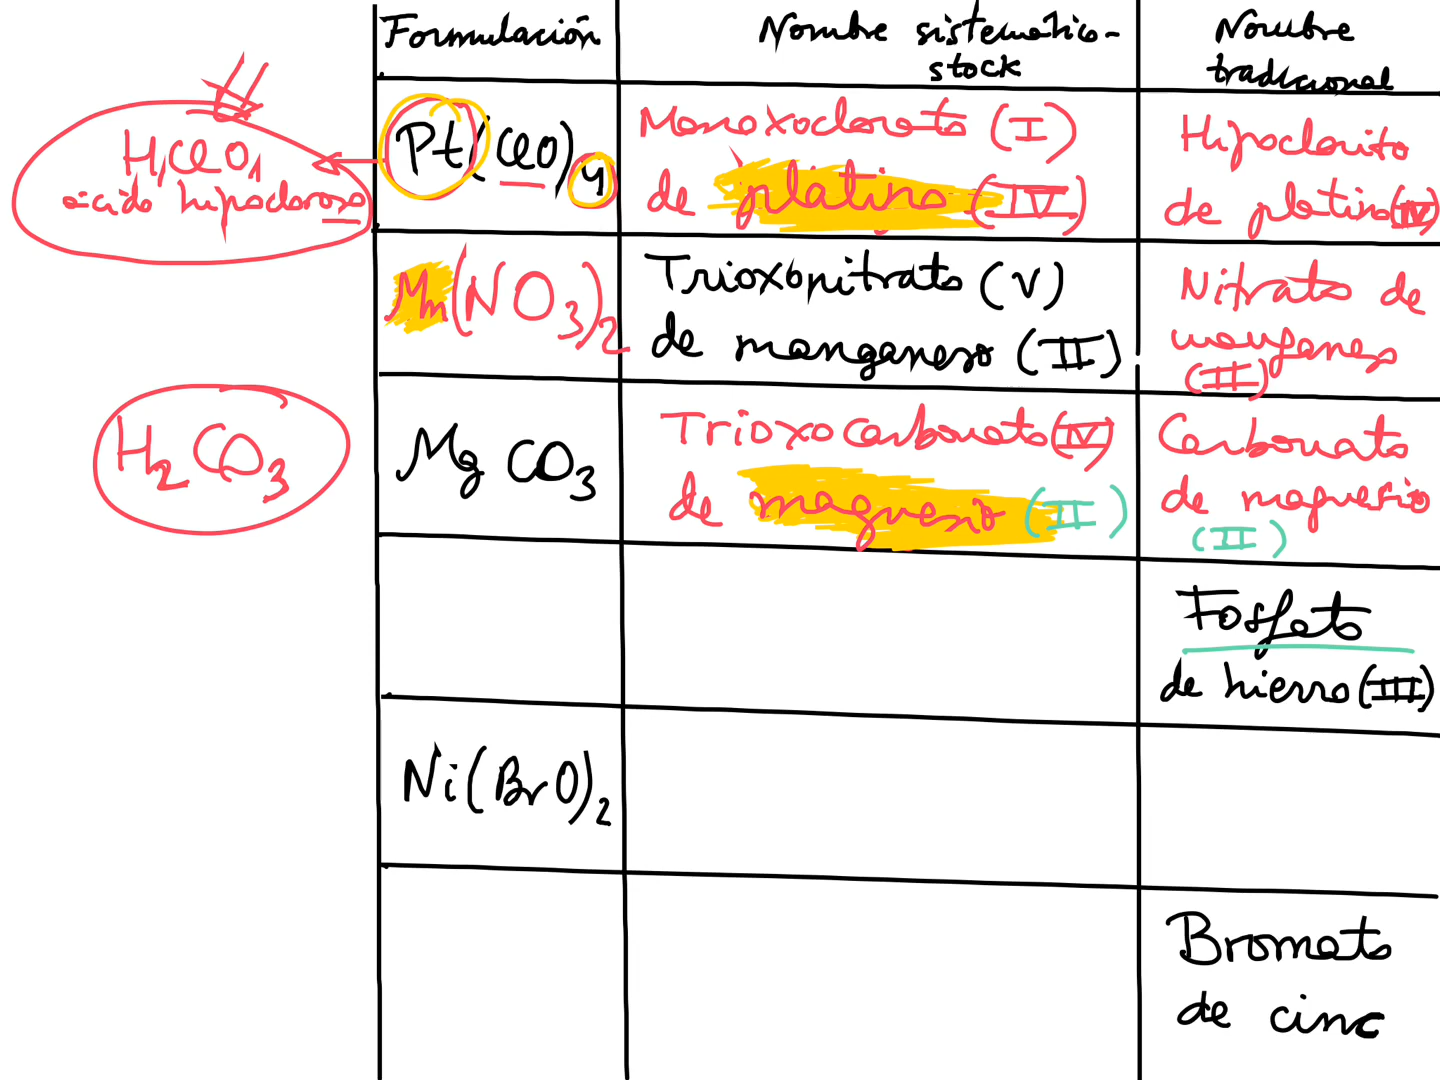 Formulación
Nombre sistemático-
stock
Nombre
tradicional
H₁ClO₁
ácido hipocloroso
Pt(ClO)₄
Monoxoclorato (I)
de platino (IV)
Hipoclorito
de platino (IV)
Mn(NO₃)₂
Trioxonitrato (V)
de manganeso (II)
Nitrato de
manganeso
(II)
H₂CO₃
MgCO₃
Trioxocarbonato (IV)
de magnesio (II)
Carbonato
de magnesio
(II)
Fosfato
de hierro (III)
Ni(BrO)₂
Bromato
de cinc